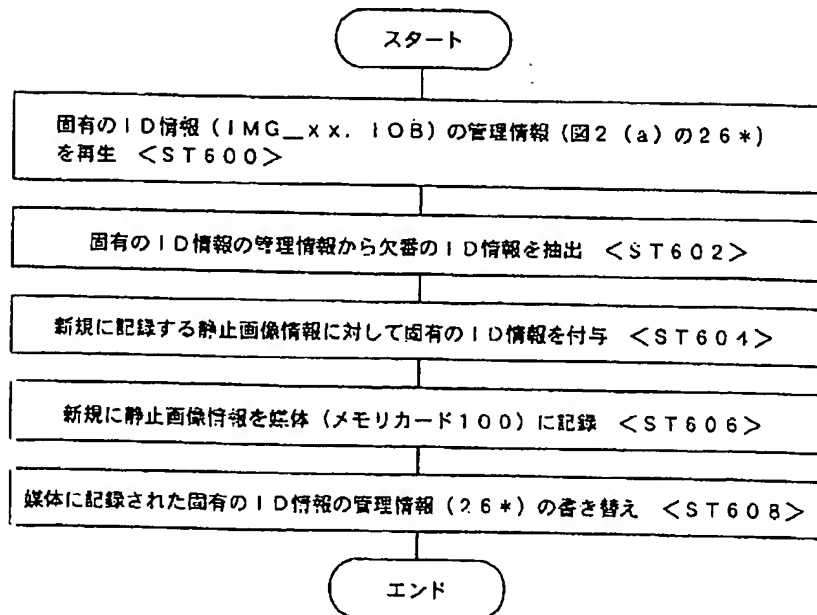 スタート
固有のＩＤ情報（ＩＭＧ＿ｘｘ．ＩＯＢ）の管理情報（図２（ａ）の２６＊）
を再生　＜ＳＴ６００＞
固有のＩＤ情報の管理情報から欠番のＩＤ情報を抽出　＜ＳＴ６０２＞
新規に記録する静止画像情報に対して固有のＩＤ情報を付与　＜ＳＴ６０４＞
新規に静止画像情報を媒体（メモリカード１００）に記録　＜ＳＴ６０６＞
媒体に記録された固有のＩＤ情報の管理情報（２６＊）の書き替え　＜ＳＴ６０８＞
エンド